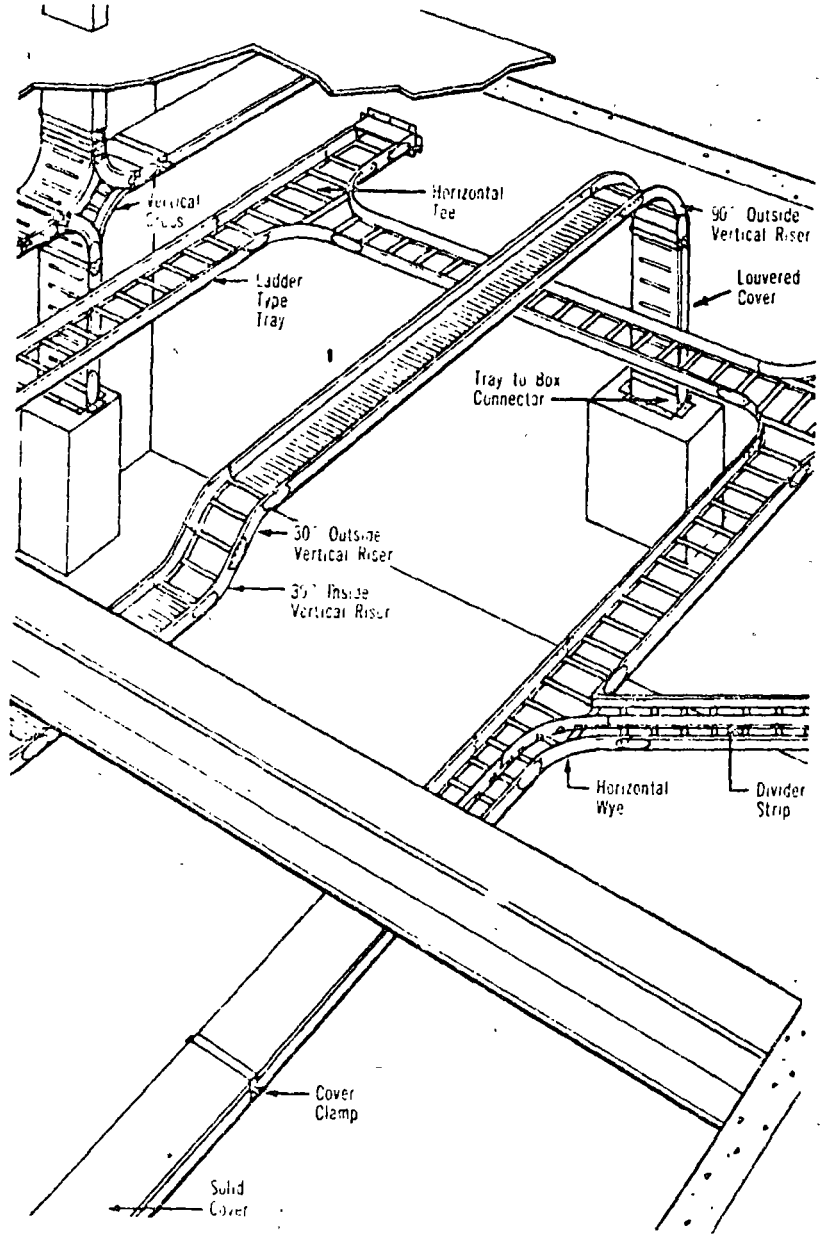 Vertical
Cross
Horizontal
Tee
90° Outside
Vertical Riser
Ladder
Type
Tray
Louvered
Cover
Tray to Box
Connector
30° Outside
Vertical Riser
30° Inside
Vertical Riser
Horizontal
Wye
Divider
Strip
Cover
Clamp
Solid
Cover